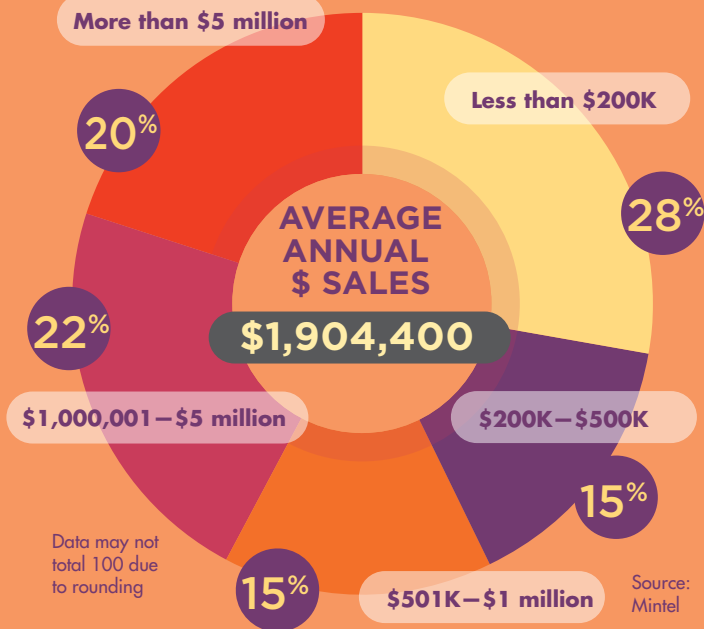 More than $5 million
Less than $200K
20%
28%
AVERAGE
ANNUAL
$ SALES
$1,904,400
22%
$1,000,001–$5 million
$200K–$500K
15%
Data may not
total 100 due
to rounding
15%
$501K–$1 million
Source:
Mintel